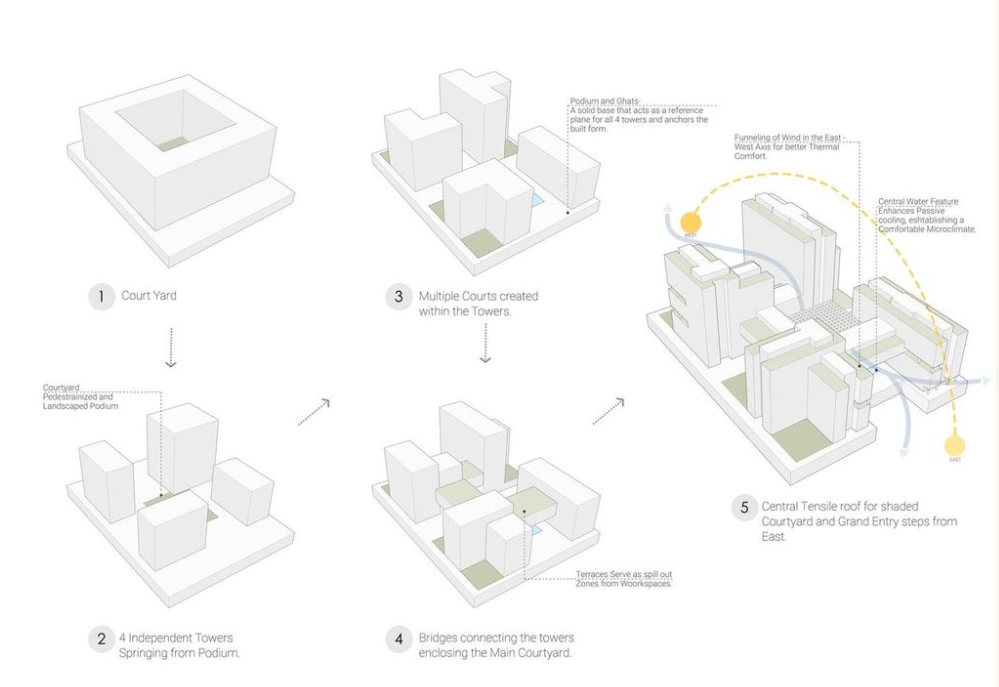 1
Court Yard
Courtyard
Pedestrainized and
Landscaped Podium
2
4 Independent Towers
Springing from Podium.
Podium and Ghats-
A solid base that acts as a reference
plane for all 4 towers and anchors the
built form.
3
Multiple Courts created
within the Towers.
Terraces Serve as spill out
Zones from Woorkspaces.
4
Bridges connecting the towers
enclosing the Main Courtyard.
Funneling of Wind in the East -
West Axis for better Thermal
Comfort.
Central Water Feature
Enhances Passive
cooling, eshtablishing a
Comfortable Microclimate.
WEST
EAST
5
Central Tensile roof for shaded
Courtyard and Grand Entry steps from
East.